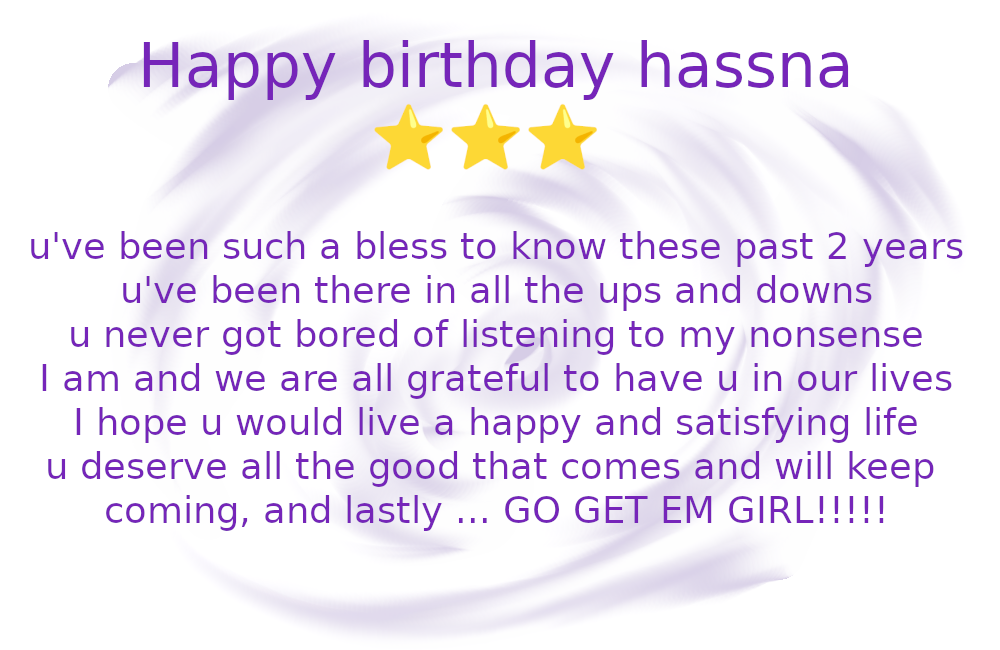 Happy birthday hassna
⭐⭐⭐
u've been such a bless to know these past 2 years
u've been there in all the ups and downs
u never got bored of listening to my nonsense
I am and we are all grateful to have u in our lives
I hope u would live a happy and satisfying life
u deserve all the good that comes and will keep
coming, and lastly ... GO GET EM GIRL!!!!!